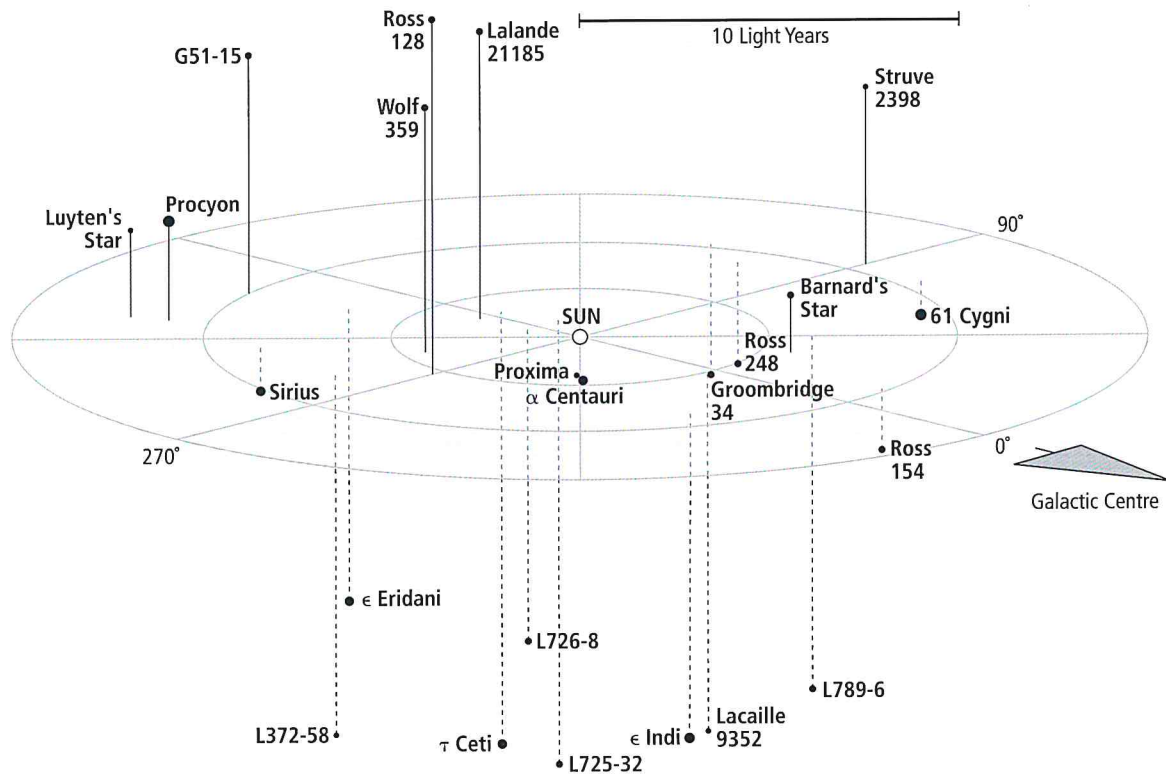 Ross
128
Lalande
21185
10 Light Years
G51-15
Struve
2398
Wolf
359
Luyten's
Star
Procyon
90°
SUN
Barnard's
Star
61 Cygni
Ross
248
Proxima
α Centauri
Sirius
Groombridge
34
270°
0°
Ross
154
Galactic Centre
ϵ Eridani
L726-8
L789-6
L372-58
τ Ceti
ϵ Indi
Lacaille
9352
L725-32